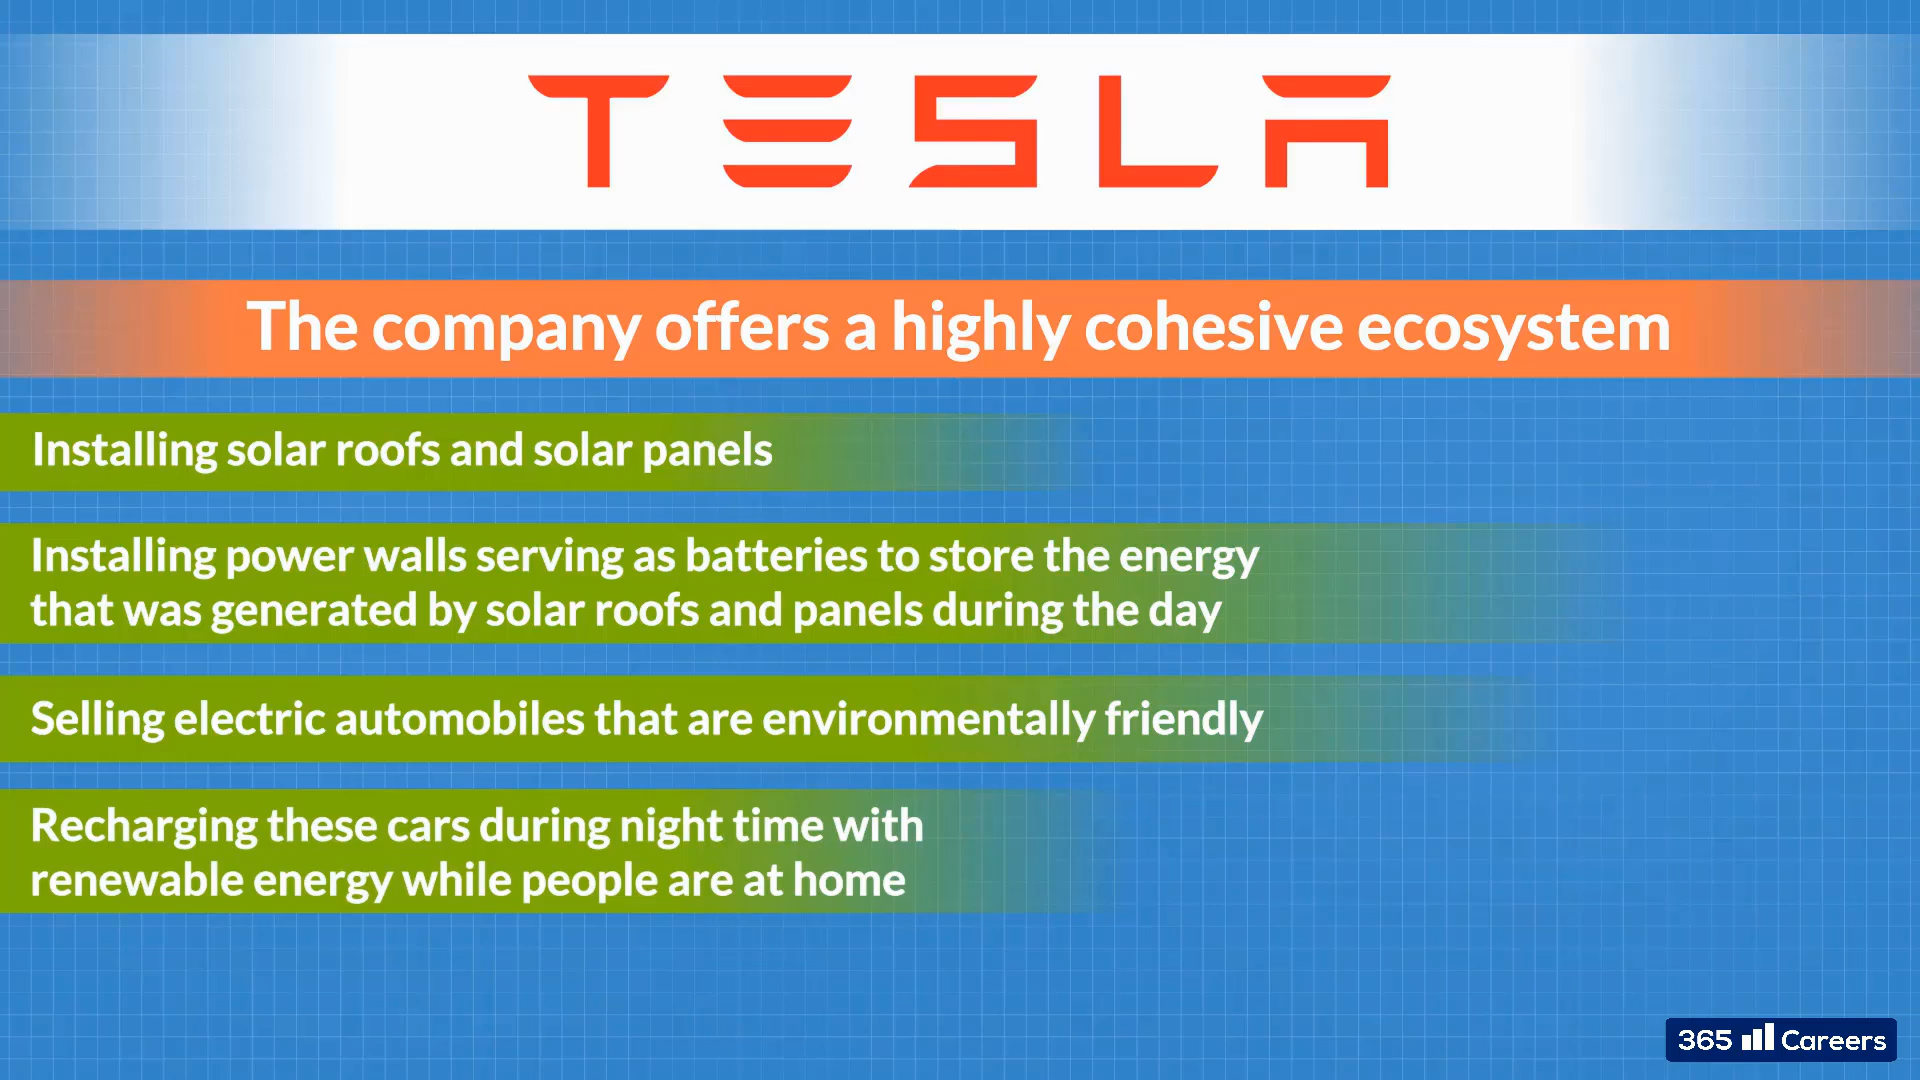 TESLA
The company offers a highly cohesive ecosystem
Installing solar roofs and solar panels
Installing power walls serving as batteries to store the energy
that was generated by solar roofs and panels during the day
Selling electric automobiles that are environmentally friendly
Recharging these cars during night time with
renewable energy while people are at home
365 Careers